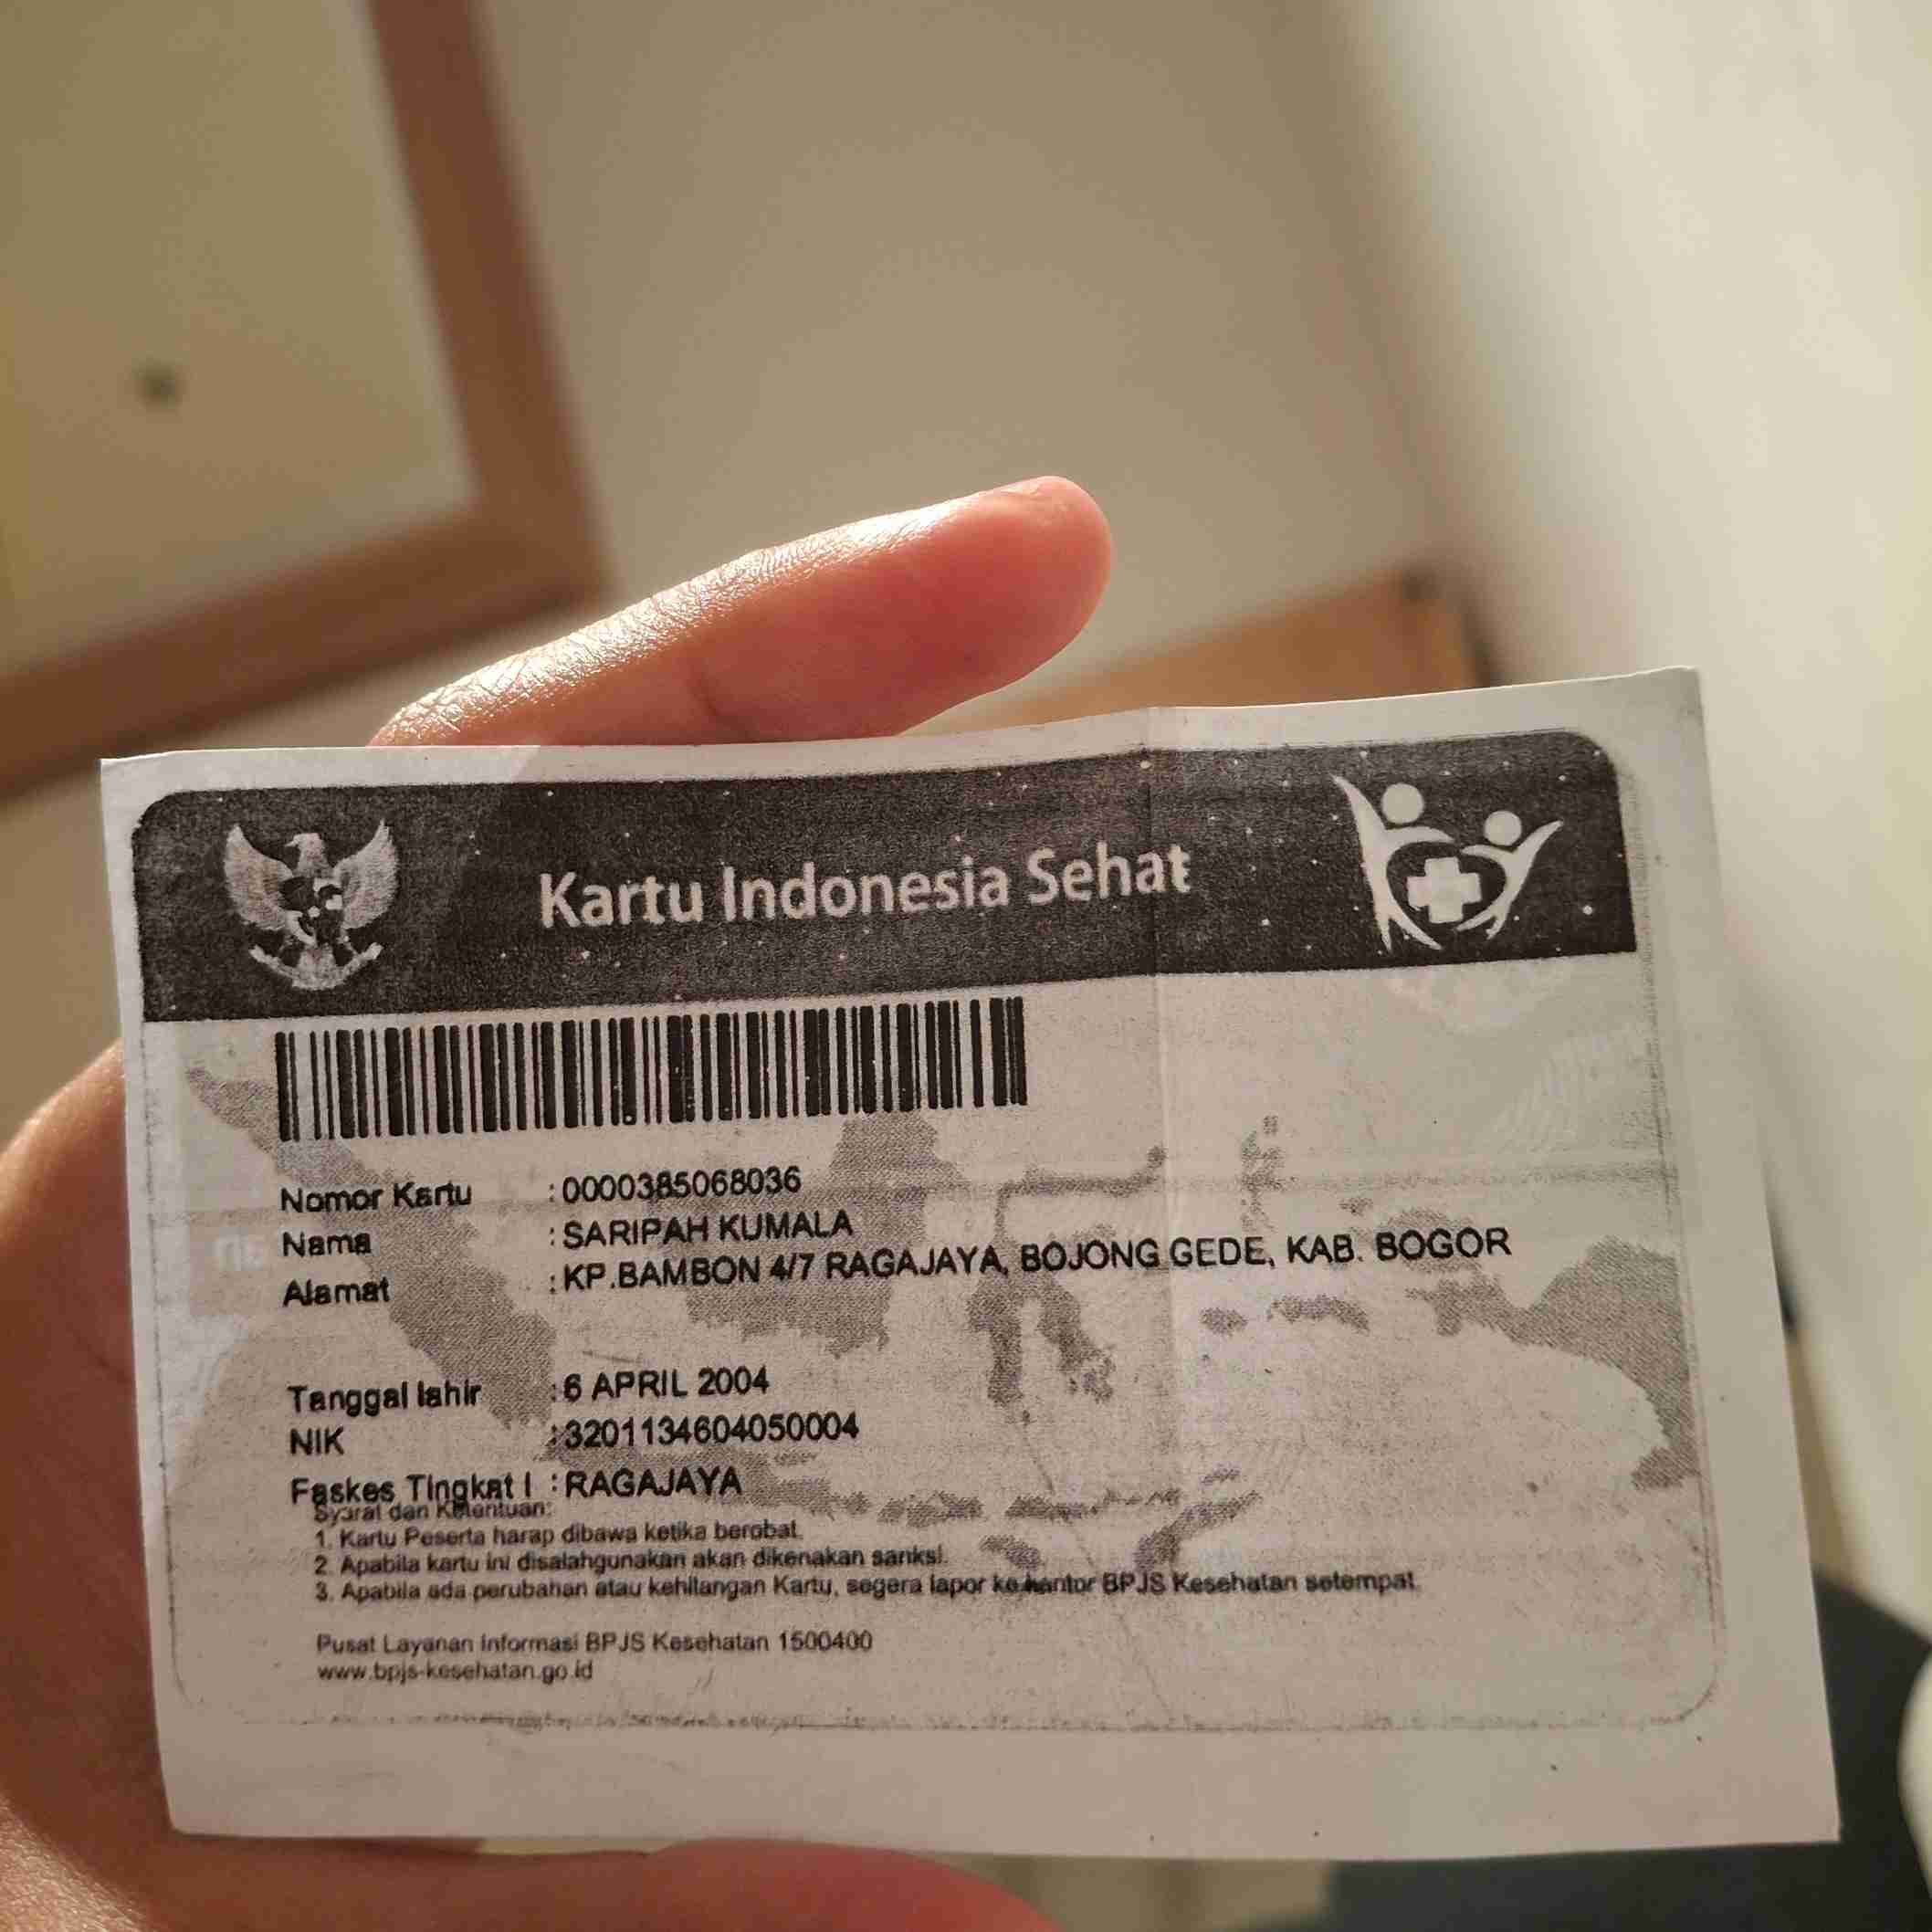 Kartu Indonesia Sehat
Nomor Kartu : 0000385068036
Nama : SARIPAH KUMALA
Alamat : KP.BAMBON 4/7 RAGAJAYA, BOJONG GEDE, KAB. BOGOR
Tanggal lahir : 6 APRIL 2004
NIK : 3201134604050004
Faskes Tingkat I : RAGAJAYA
Syarat dan Ketentuan:
1. Kartu Peserta harap dibawa ketika berobat.
2. Apabila kartu ini disalahgunakan akan dikenakan sanksi.
3. Apabila ada perubahan atau kehilangan Kartu, segera lapor ke kantor BPJS Kesehatan setempat.
Pusat Layanan Informasi BPJS Kesehatan 1500400
www.bpjs-kesehatan.go.id